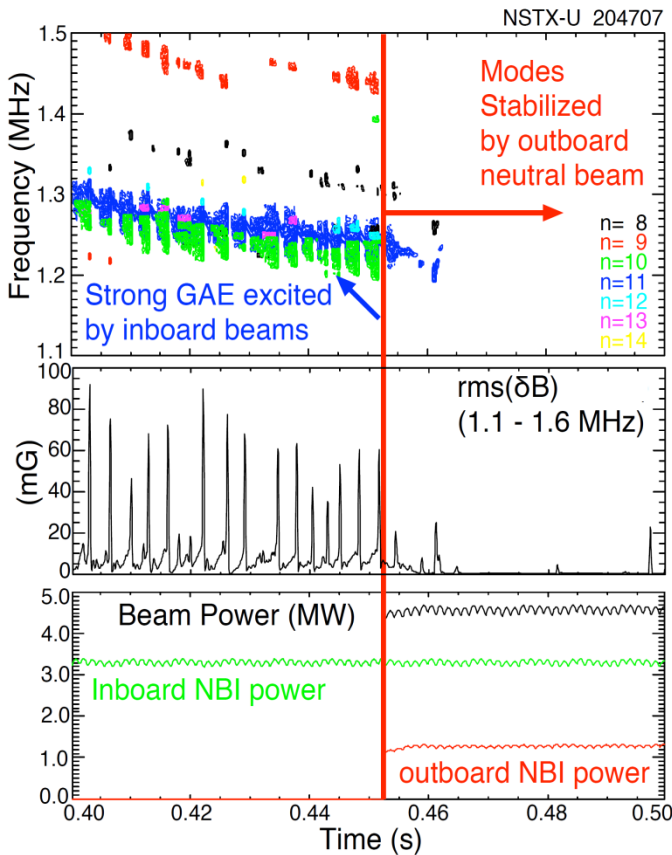 NSTX-U 204707
1.5
1.4
1.3
1.2
1.1
Frequency (MHz)
Modes
Stabilized
by outboard
neutral beam
n= 8
n= 9
n=10
n=11
n=12
n=13
n=14
Strong GAE excited
by inboard beams
100
80
60
40
20
0
(mG)
rms(δB)
(1.1 - 1.6 MHz)
5.0
4.0
3.0
2.0
1.0
0.0
Beam Power (MW)
Inboard NBI power
outboard NBI power
0.40
0.42
0.44
0.46
0.48
0.50
Time (s)